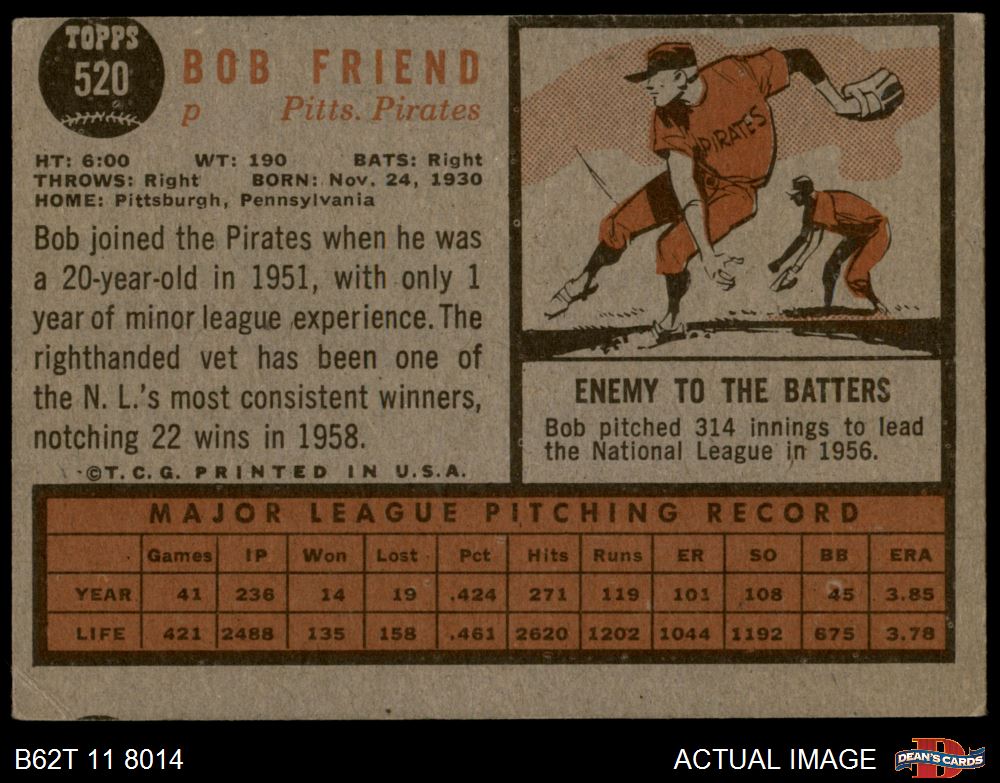 TOPPS
520
BOB FRIEND
p Pitts. Pirates
HT: 6:00 WT: 190 BATS: Right
THROWS: Right BORN: Nov. 24, 1930
HOME: Pittsburgh, Pennsylvania
Bob joined the Pirates when he was
a 20-year-old in 1951, with only 1
year of minor league experience. The
righthanded vet has been one of
the N. L.'s most consistent winners,
notching 22 wins in 1958.
©T.C.G. PRINTED IN U.S.A.
PIRATES
ENEMY TO THE BATTERS
Bob pitched 314 innings to lead
the National League in 1956.
MAJOR LEAGUE PITCHING RECORD
Games IP Won Lost Pct Hits Runs ER SO BB ERA
YEAR 41 236 14 19 .424 271 119 101 108 45 3.85
LIFE 421 2488 135 158 .461 2620 1202 1044 1192 675 3.78
B62T 11 8014 ACTUAL IMAGE DEAN'S CARDS